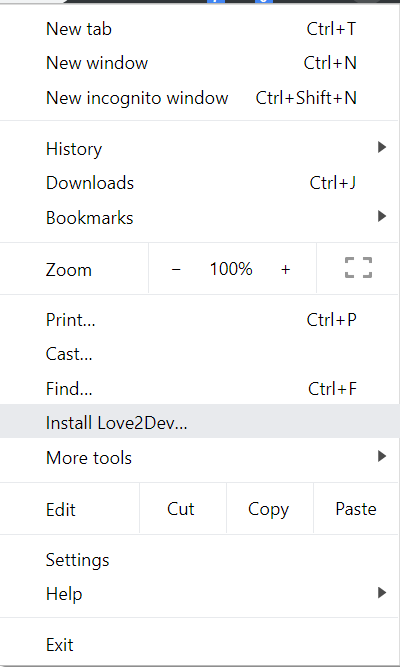 New tab Ctrl+T
New window Ctrl+N
New incognito window Ctrl+Shift+N
History
Downloads Ctrl+J
Bookmarks
Zoom − 100% +
Print... Ctrl+P
Cast...
Find... Ctrl+F
Install Love2Dev...
More tools
Edit Cut Copy Paste
Settings
Help
Exit